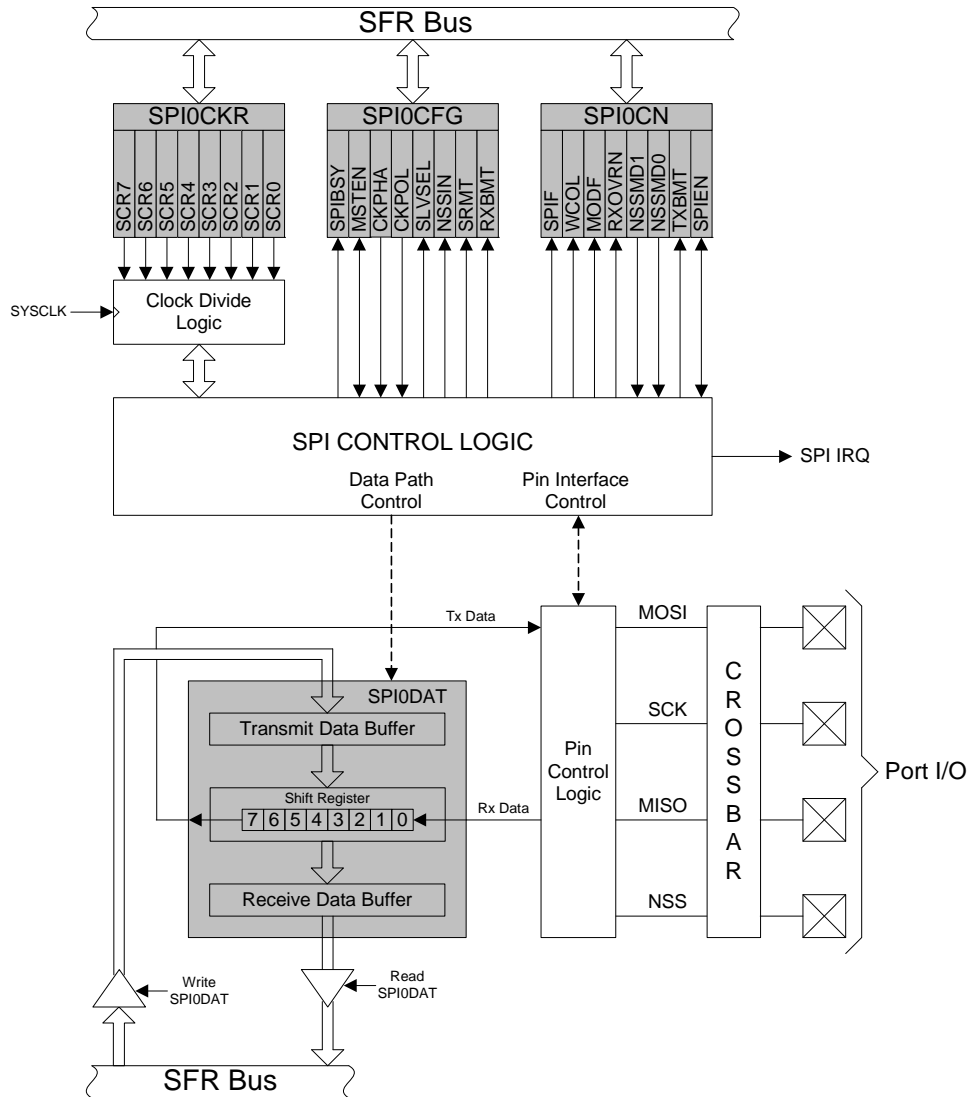 SFR Bus
SPI0CKR
SPI0CFG
SPI0CN
SCR7
SCR6
SCR5
SCR4
SCR3
SCR2
SCR1
SCR0
SPIBSY
MSTEN
CKPHA
CKPOL
SLVSEL
NSSIN
SRMT
RXBMT
SPIF
WCOL
MODF
RXOVRN
NSSMD1
NSSMD0
TXBMT
SPIEN
SYSCLK
Clock Divide
Logic
SPI CONTROL LOGIC
SPI IRQ
Data Path
Control
Pin Interface
Control
Tx Data
MOSI
SPI0DAT
Transmit Data Buffer
SCK
Shift Register
7 6 5 4 3 2 1 0
Rx Data
Pin
Control
Logic
MISO
Receive Data Buffer
NSS
CROSSBAR
Port I/O
Write
SPI0DAT
Read
SPI0DAT
SFR Bus